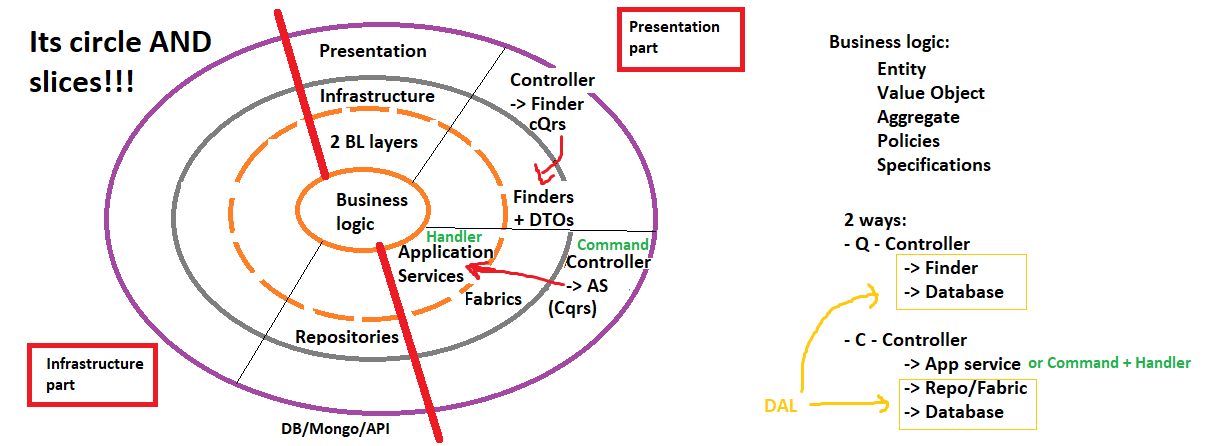 Its circle AND
slices!!!
Presentation
Infrastructure
2 BL layers
Business
logic
Presentation
part
Controller
-> Finder
cQrs
Finders
+ DTOs
Handler
Application
Services
Command
Controller
-> AS
(Cqrs)
Fabrics
Repositories
DB/Mongo/API
Infrastructure
part
Business logic:
Entity
Value Object
Aggregate
Policies
Specifications
2 ways:
- Q - Controller
-> Finder
-> Database
- C - Controller
-> App service or Command + Handler
-> Repo/Fabric
-> Database
DAL